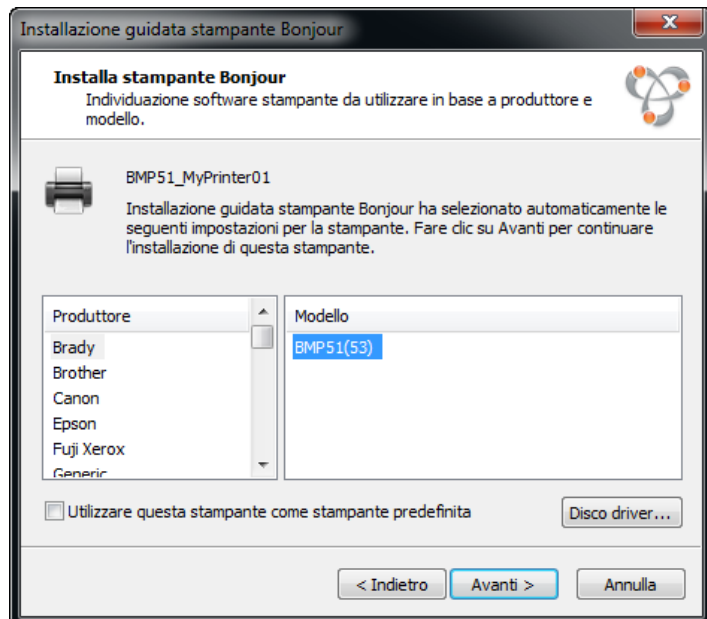 Installazione guidata stampante Bonjour
Installa stampante Bonjour
Individuazione software stampante da utilizzare in base a produttore e
modello.
BMP51_MyPrinter01
Installazione guidata stampante Bonjour ha selezionato automaticamente le
seguenti impostazioni per la stampante. Fare clic su Avanti per continuare
l'installazione di questa stampante.
Produttore
Brady
Brother
Canon
Epson
Fuji Xerox
Generic
Modello
BMP51(53)
Utilizzare questa stampante come stampante predefinita
Disco driver...
< Indietro
Avanti >
Annulla